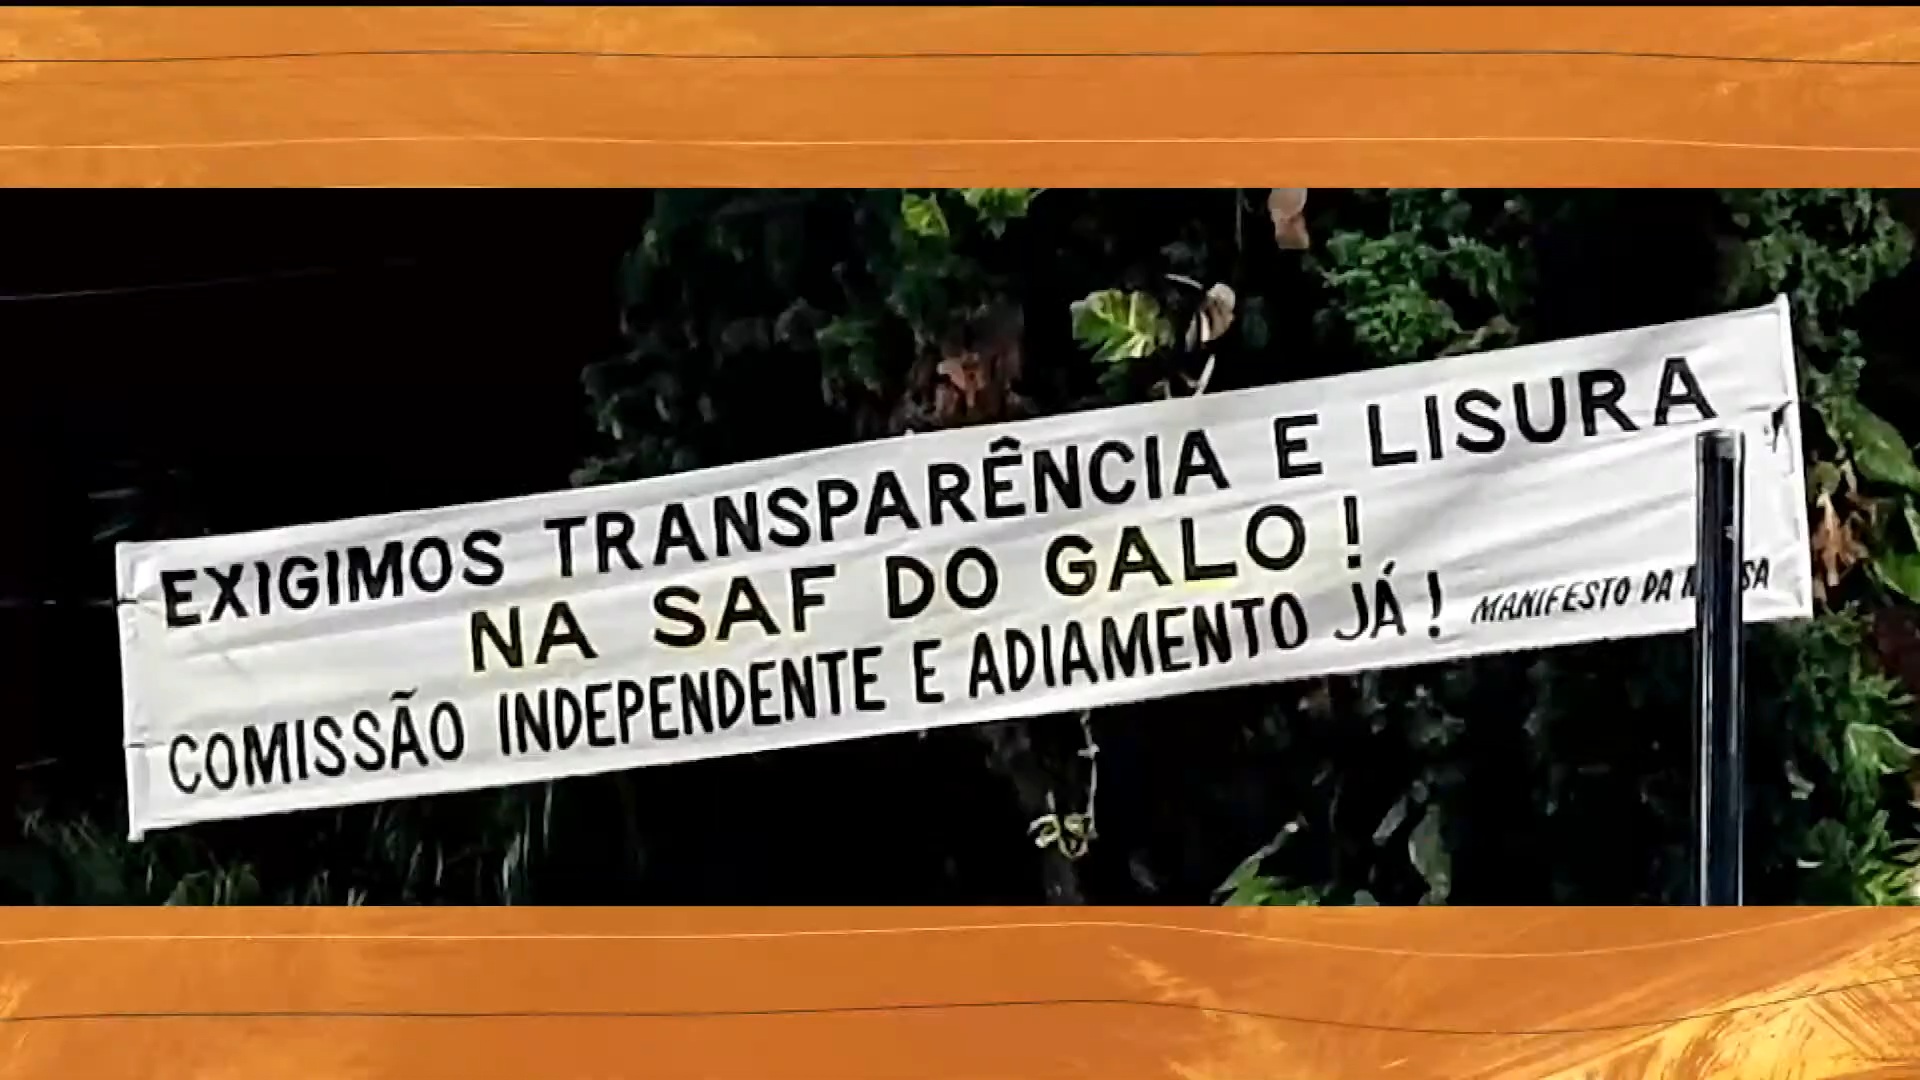 EXIGIMOS TRANSPARÊNCIA E LISURA
NA SAF DO GALO!
COMISSÃO INDEPENDENTE E ADIAMENTO JÁ!
MANIFESTO DA